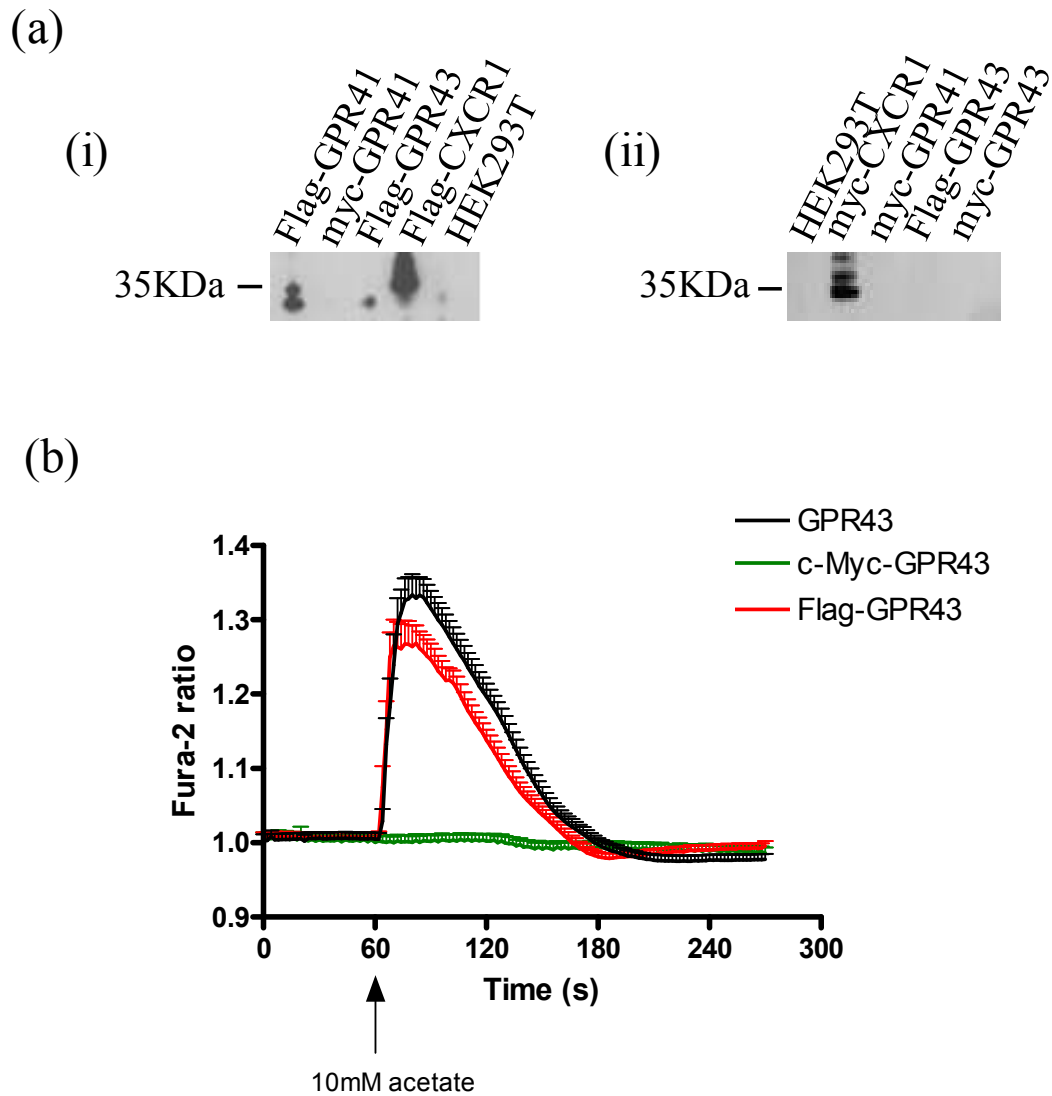 (a)
(i)
Flag-GPR41
myc-GPR41
Flag-GPR43
Flag-CXCR1
HEK293T
35KDa
(ii)
HEK293T
myc-CXCR1
myc-GPR41
Flag-GPR43
myc-GPR43
35KDa
(b)
GPR43
c-Myc-GPR43
Flag-GPR43
Fura-2 ratio
1.4
1.3
1.2
1.1
1.0
0.9
0 60 120 180 240 300
Time (s)
10mM acetate